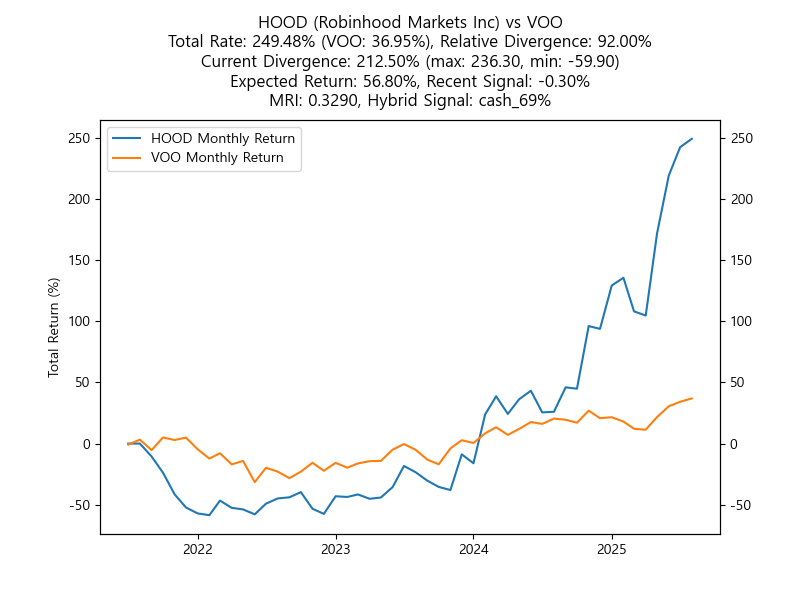 HOOD (Robinhood Markets Inc) vs VOO
Total Rate: 249.48% (VOO: 36.95%), Relative Divergence: 92.00%
Current Divergence: 212.50% (max: 236.30, min: -59.90)
Expected Return: 56.80%, Recent Signal: -0.30%
MRI: 0.3290, Hybrid Signal: cash_69%
HOOD Monthly Return
VOO Monthly Return
Total Return (%)
250
200
150
100
50
0
-50
250
200
150
100
50
0
-50
2022
2023
2024
2025